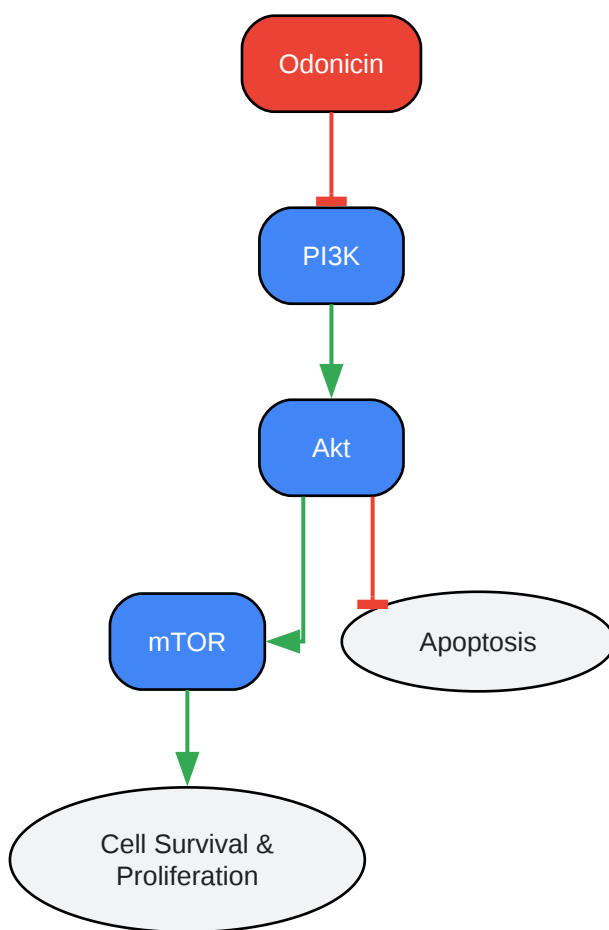 Odonicin
PI3K
Akt
mTOR
Apoptosis
Cell Survival &
Proliferation